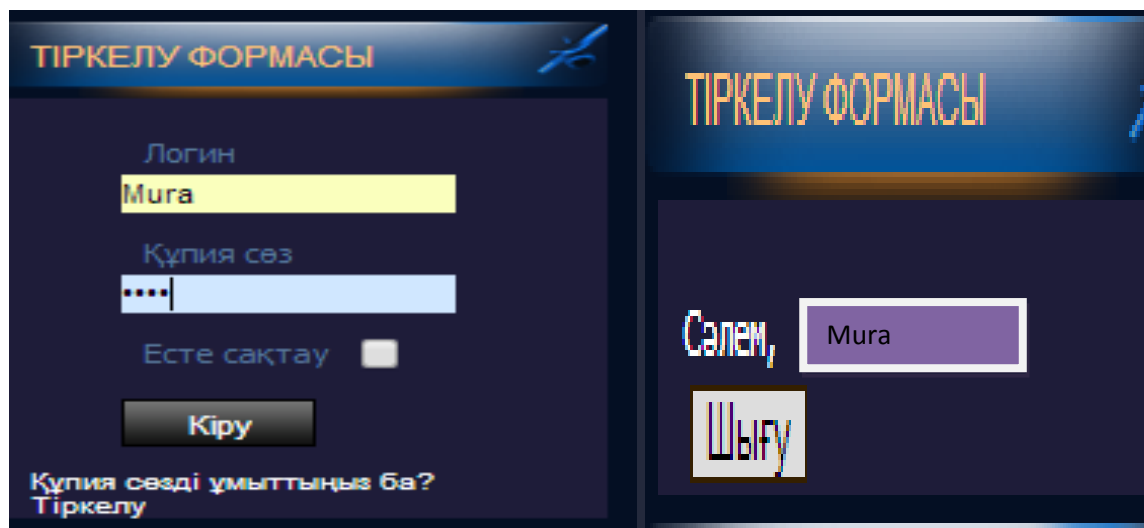 ТІРКЕЛУ ФОРМАСЫ
Логин
Mura
Құпия сөз
••••
Есте сақтау
Кіру
Құпия сөзді ұмыттыңыз ба?
Тіркелу
ТІРКЕЛУ ФОРМАСЫ
Сәлем, Mura
Шығу